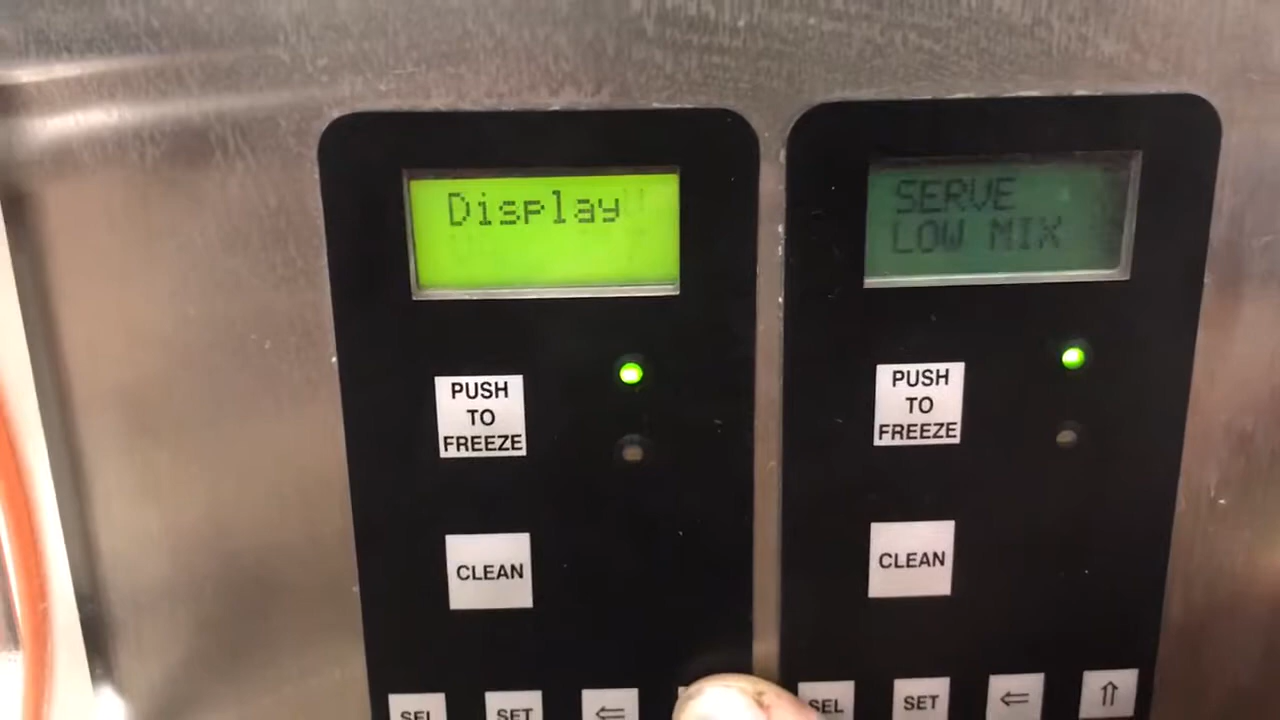 Display
PUSH
TO
FREEZE
CLEAN
SEL
SET
⇐
SERVE
LOW MIX
PUSH
TO
FREEZE
CLEAN
SEL
SET
⇐
⇑